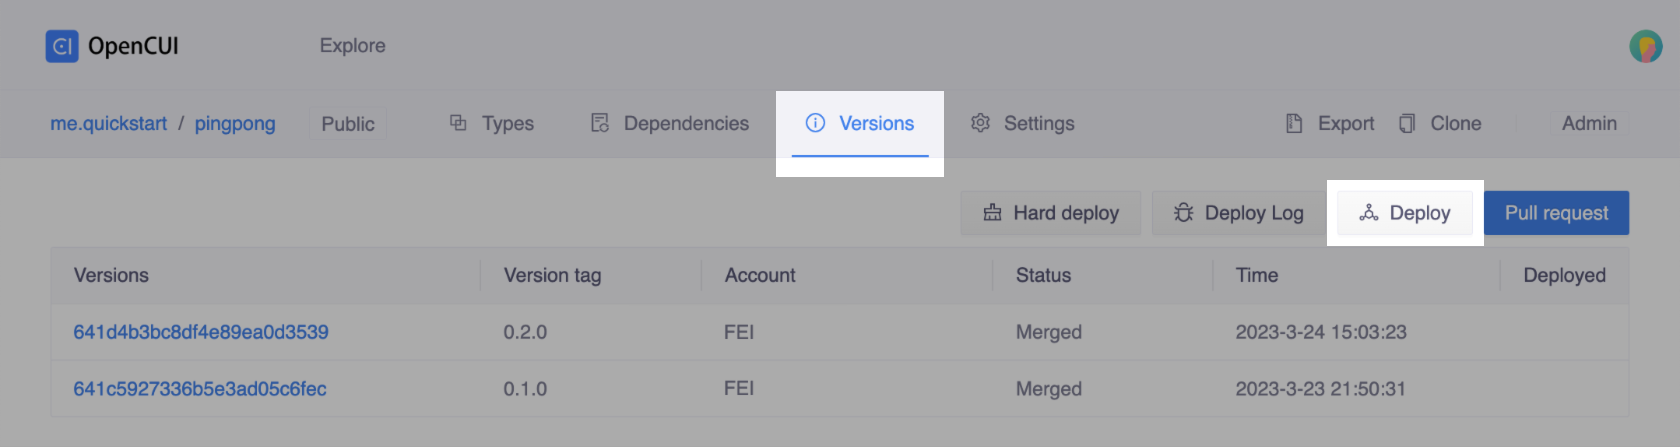 CI OpenCUI Explore
me.quickstart / pingpong Public Types Dependencies Versions Settings Export Clone Admin
Hard deploy Deploy Log Deploy Pull request
Versions Version tag Account Status Time Deployed
641d4b3bc8df4e89ea0d3539 0.2.0 FEI Merged 2023-3-24 15:03:23
641c5927336b5e3ad05c6fec 0.1.0 FEI Merged 2023-3-23 21:50:31